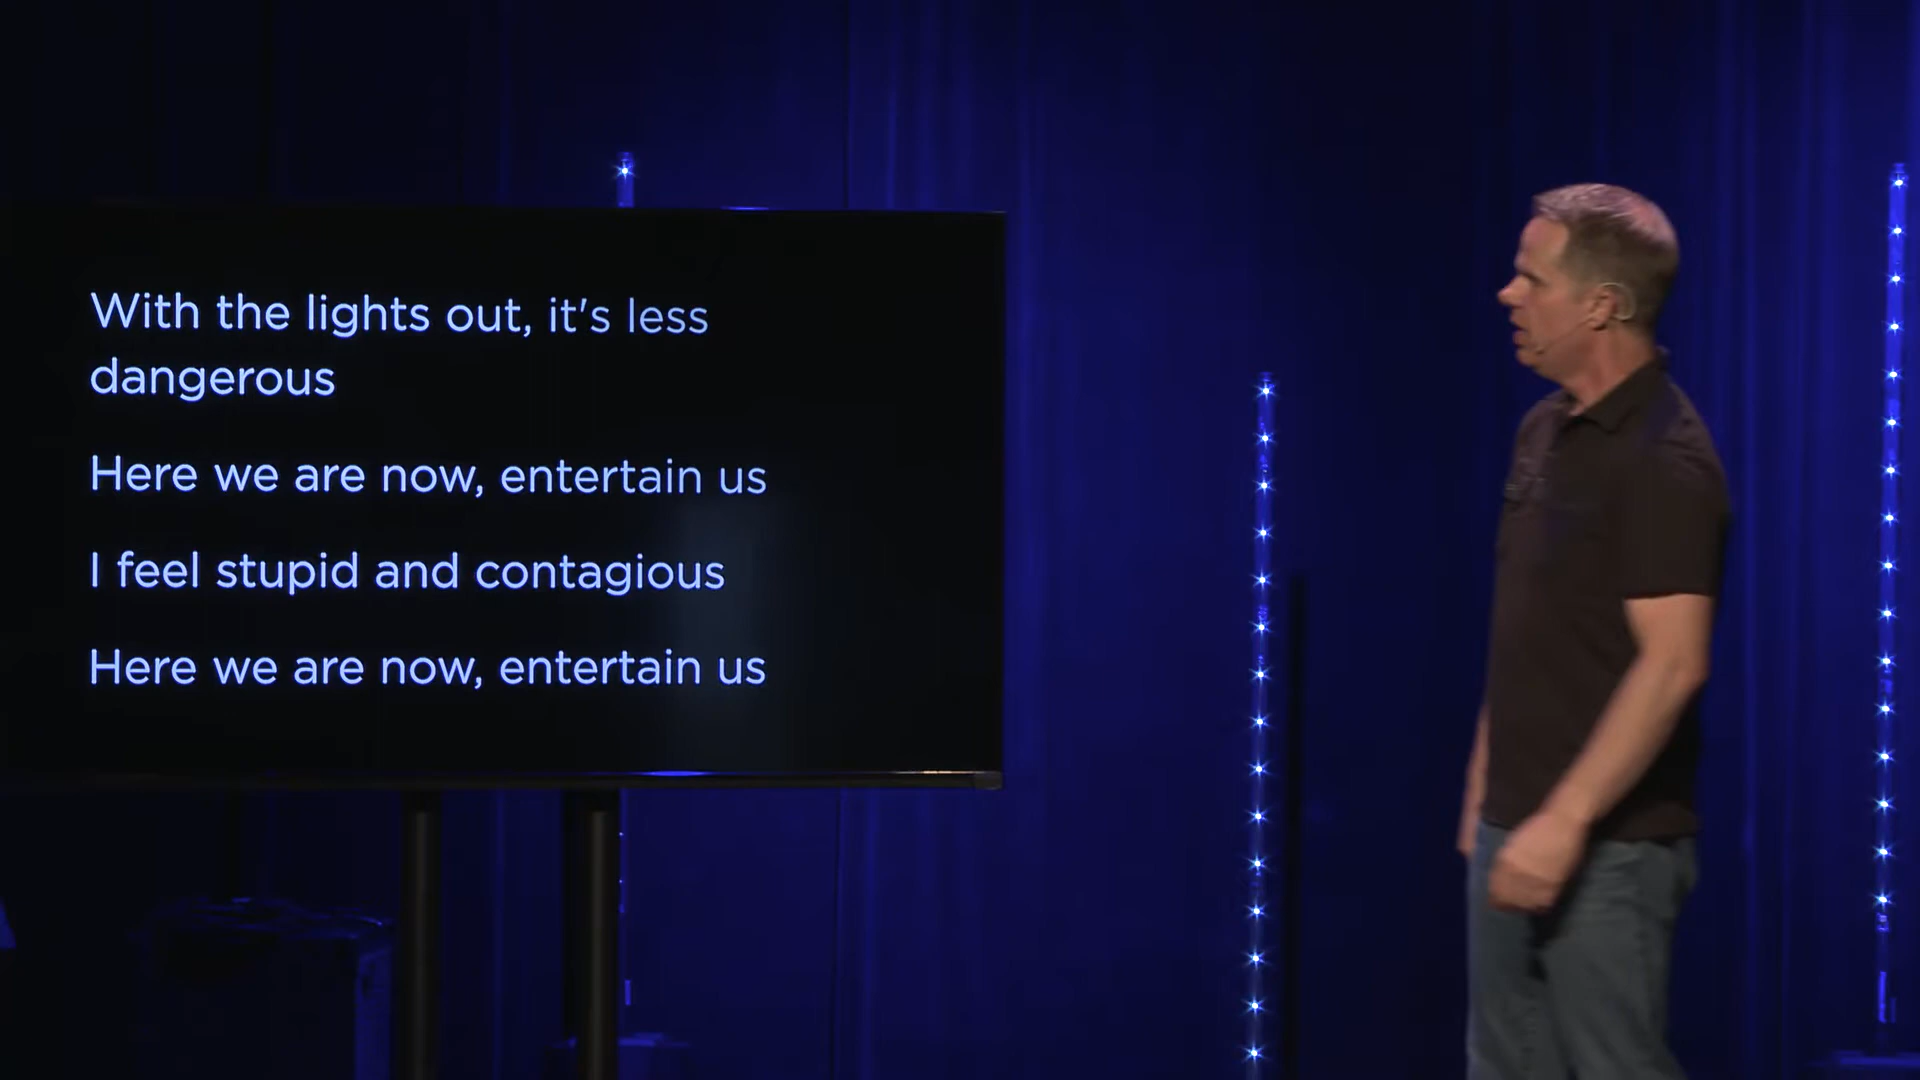 With the lights out, it's less
dangerous
Here we are now, entertain us
I feel stupid and contagious
Here we are now, entertain us